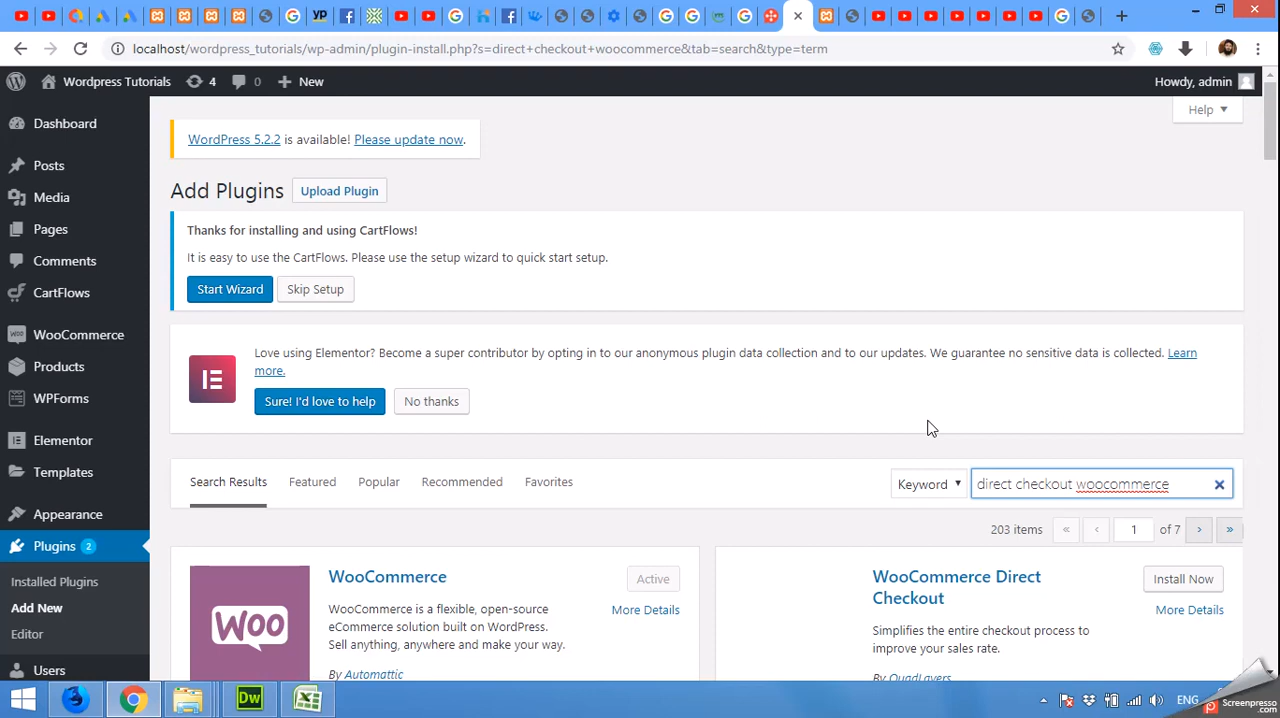 localhost/wordpress_tutorials/wp-admin/plugin-install.php?s=direct+checkout+woocommerce&tab=search&type=term
Wordpress Tutorials
4
0
New
Howdy, admin
Help
WordPress 5.2.2 is available! Please update now.
Add Plugins
Upload Plugin
Thanks for installing and using CartFlows!
It is easy to use the CartFlows. Please use the setup wizard to quick start setup.
Start Wizard
Skip Setup
Love using Elementor? Become a super contributor by opting in to our anonymous plugin data collection and to our updates. We guarantee no sensitive data is collected. Learn
more.
Sure! I'd love to help
No thanks
Dashboard
Posts
Media
Pages
Comments
CartFlows
WooCommerce
Products
WPForms
Elementor
Templates
Appearance
Plugins 2
Installed Plugins
Add New
Editor
Users
Search Results
Featured
Popular
Recommended
Favorites
Keyword
direct checkout woocommerce
203 items
«
‹
1
of 7
›
»
WOO
WooCommerce
Active
More Details
WooCommerce is a flexible, open-source
eCommerce solution built on WordPress.
Sell anything, anywhere and make your way.
By Automattic
WooCommerce Direct
Checkout
Install Now
More Details
Simplifies the entire checkout process to
improve your sales rate.
By QuadLayers
Dw
ENG
Screenpresso
.com